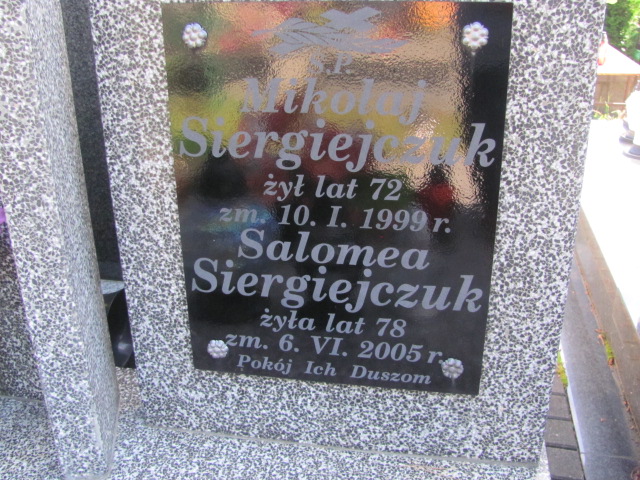 Ś.P.
Mikołaj
Siergiejczuk
żył lat 72
zm. 10. I. 1999 r.
Salomea
Siergiejczuk
żyła lat 78
zm. 6. VI. 2005 r.
Pokój Ich Duszom